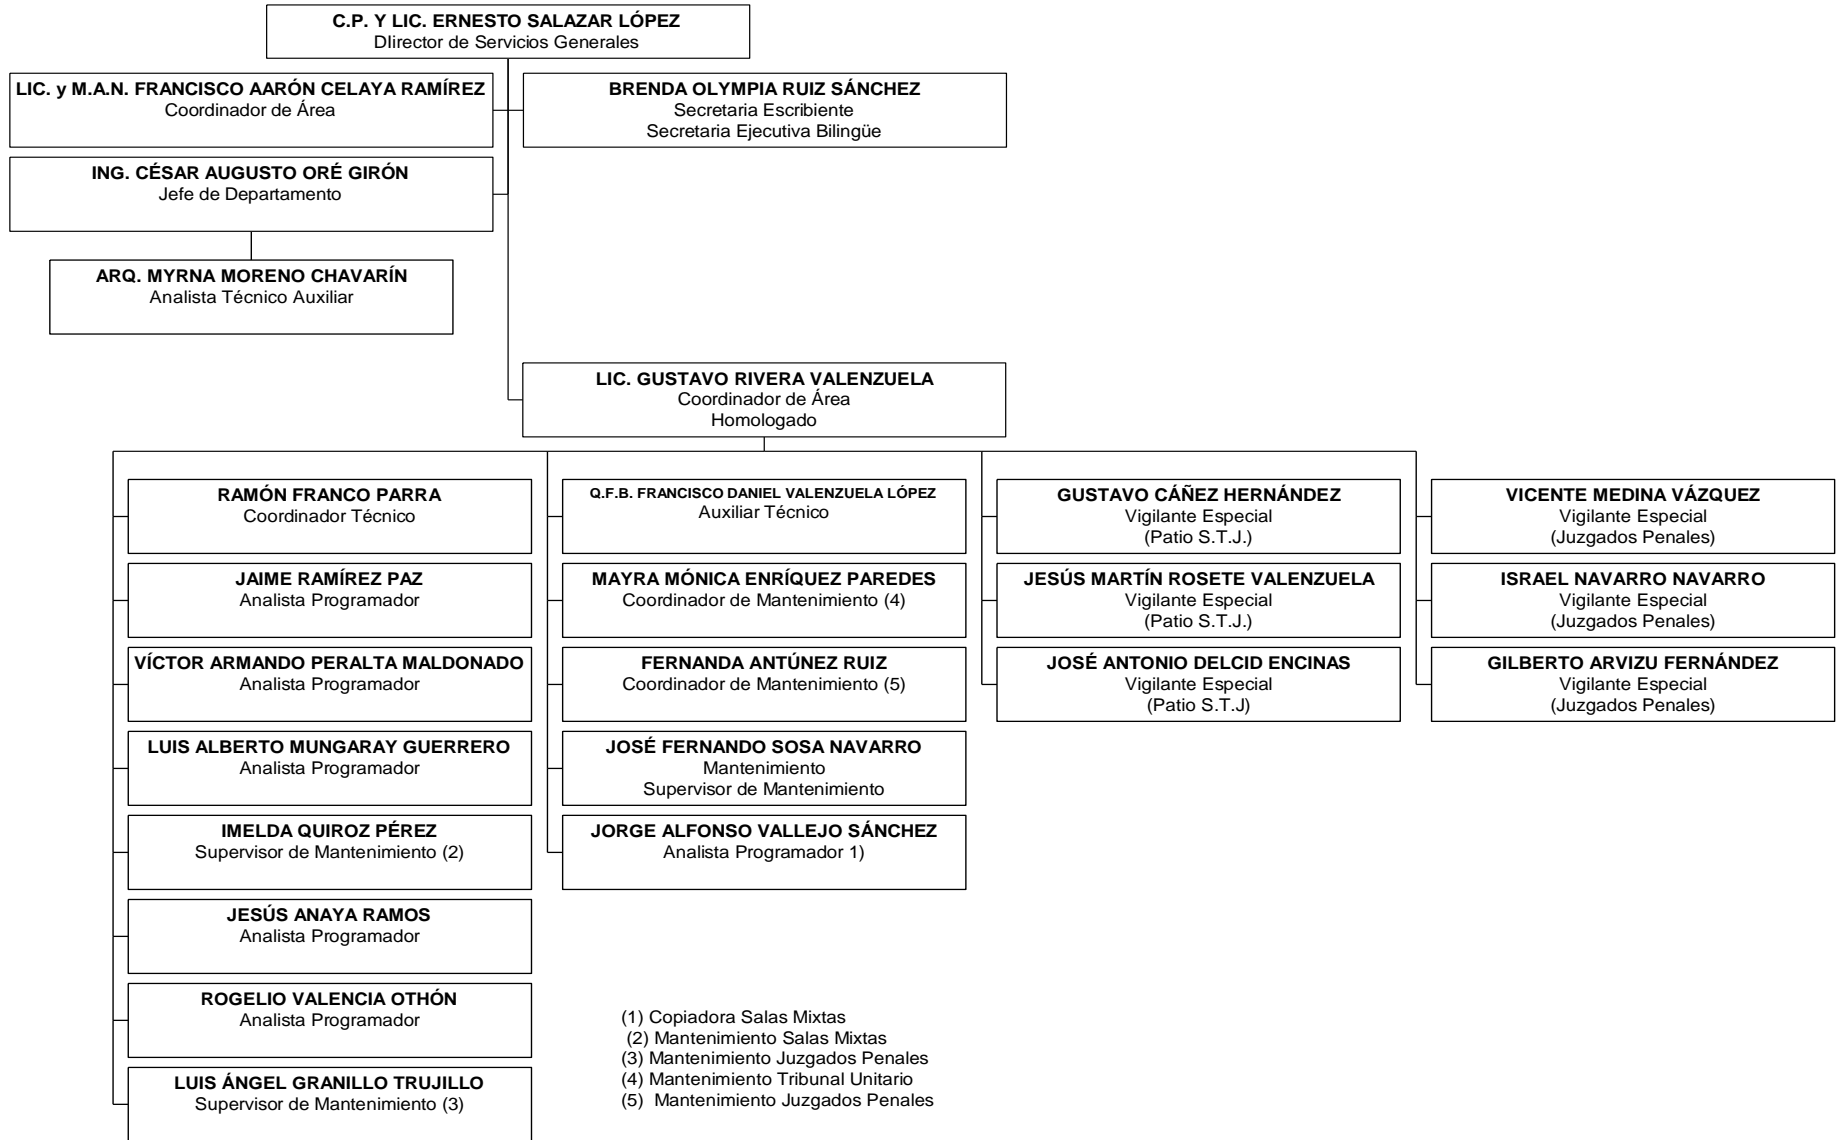 C.P. Y LIC. ERNESTO SALAZAR LÓPEZ
DIirector de Servicios Generales
LIC. y M.A.N. FRANCISCO AARÓN CELAYA RAMÍREZ
Coordinador de Área
BRENDA OLYMPIA RUIZ SÁNCHEZ
Secretaria Escribiente
Secretaria Ejecutiva Bilingüe
ING. CÉSAR AUGUSTO ORÉ GIRÓN
Jefe de Departamento
ARQ. MYRNA MORENO CHAVARÍN
Analista Técnico Auxiliar
LIC. GUSTAVO RIVERA VALENZUELA
Coordinador de Área
Homologado
RAMÓN FRANCO PARRA
Coordinador Técnico
JAIME RAMÍREZ PAZ
Analista Programador
VÍCTOR ARMANDO PERALTA MALDONADO
Analista Programador
LUIS ALBERTO MUNGARAY GUERRERO
Analista Programador
IMELDA QUIROZ PÉREZ
Supervisor de Mantenimiento (2)
JESÚS ANAYA RAMOS
Analista Programador
ROGELIO VALENCIA OTHÓN
Analista Programador
LUIS ÁNGEL GRANILLO TRUJILLO
Supervisor de Mantenimiento (3)
Q.F.B. FRANCISCO DANIEL VALENZUELA LÓPEZ
Auxiliar Técnico
MAYRA MÓNICA ENRÍQUEZ PAREDES
Coordinador de Mantenimiento (4)
FERNANDA ANTÚNEZ RUIZ
Coordinador de Mantenimiento (5)
JOSÉ FERNANDO SOSA NAVARRO
Mantenimiento
Supervisor de Mantenimiento
JORGE ALFONSO VALLEJO SÁNCHEZ
Analista Programador 1)
GUSTAVO CÁÑEZ HERNÁNDEZ
Vigilante Especial
(Patio S.T.J.)
JESÚS MARTÍN ROSETE VALENZUELA
Vigilante Especial
(Patio S.T.J.)
JOSÉ ANTONIO DELCID ENCINAS
Vigilante Especial
(Patio S.T.J)
VICENTE MEDINA VÁZQUEZ
Vigilante Especial
(Juzgados Penales)
ISRAEL NAVARRO NAVARRO
Vigilante Especial
(Juzgados Penales)
GILBERTO ARVIZU FERNÁNDEZ
Vigilante Especial
(Juzgados Penales)
(1) Copiadora Salas Mixtas
(2) Mantenimiento Salas Mixtas
(3) Mantenimiento Juzgados Penales
(4) Mantenimiento Tribunal Unitario
(5) Mantenimiento Juzgados Penales